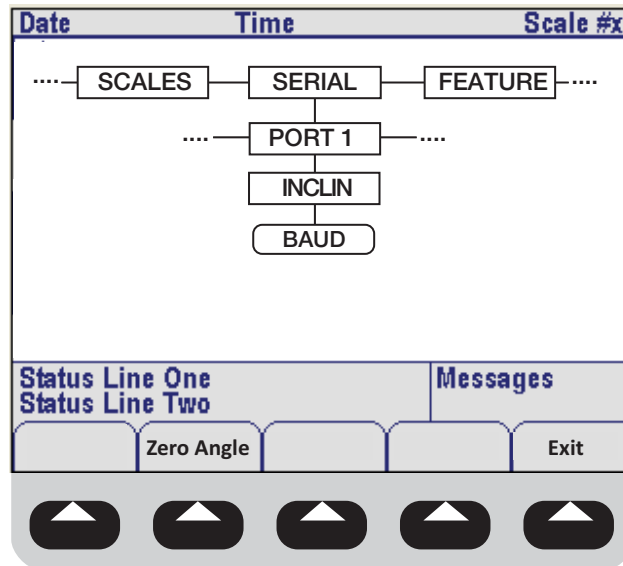 Date Time Scale #x
.... SCALES SERIAL FEATURE ....
.... PORT 1 ....
INCLIN
BAUD
Status Line One Messages
Status Line Two
Zero Angle Exit